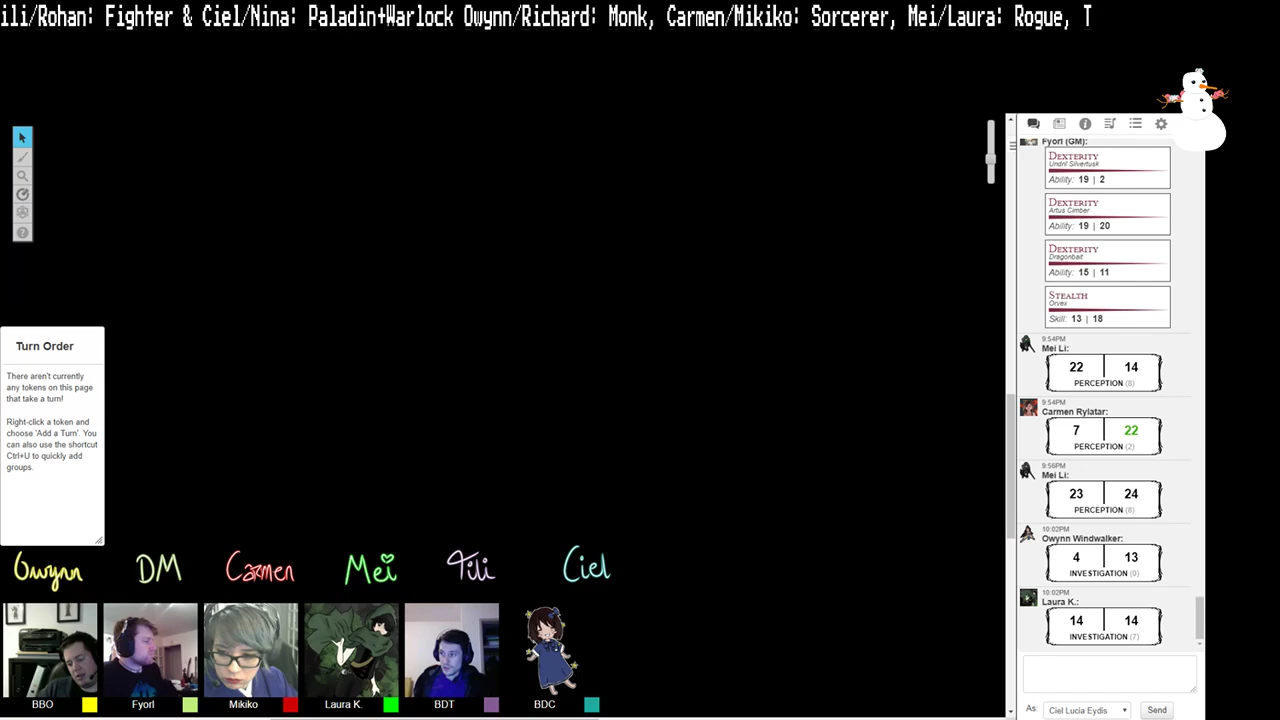 ili/Rohan: Fighter & Ciel/Nina: Paladin+Warlock Owynn/Richard: Monk, Carmen/Mikiko: Sorcerer, Mei/Laura: Rogue, T
Fyorl (GM):
DEXTERITY
Undril Silvertusk
Ability: 19 | 2
DEXTERITY
Artus Cimber
Ability: 19 | 20
DEXTERITY
Dragonbait
Ability: 15 | 11
STEALTH
Orvex
Skill: 13 | 18
9:54PM
Mei Li:
22 14
PERCEPTION (8)
9:54PM
Carmen Rylatar:
7 22
PERCEPTION (2)
9:56PM
Mei Li:
23 24
PERCEPTION (8)
10:02PM
Owynn Windwalker:
4 13
INVESTIGATION (0)
10:02PM
Laura K.:
14 14
INVESTIGATION (7)
As: Ciel Lucia Eydis Send
Turn Order
There aren't currently
any tokens on this page
that take a turn!
Right-click a token and
choose 'Add a Turn'. You
can also use the shortcut
Ctrl+U to quickly add
groups.
Owynn DM Carmen Mei Tili Ciel
BBO Fyorl Mikiko Laura K. BDT BDC